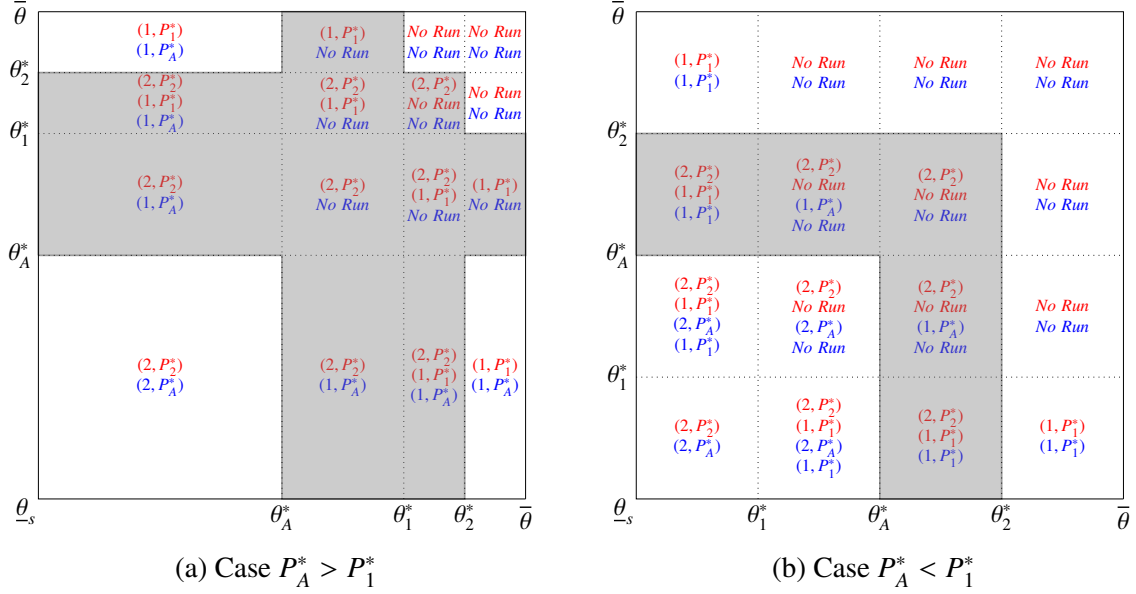 θ̄
(1, P₁*)
(1, P_A*)
(1, P₁*)
No Run
No Run
No Run
No Run
No Run
θ₂*
(2, P₂*)
(1, P₁*)
(1, P_A*)
(2, P₂*)
(1, P₁*)
No Run
(2, P₂*)
No Run
No Run
No Run
No Run
θ₁*
(2, P₂*)
(1, P_A*)
(2, P₂*)
No Run
(2, P₂*)
(1, P₁*)
No Run
(1, P₁*)
No Run
θ_A*
(2, P₂*)
(2, P_A*)
(2, P₂*)
(1, P_A*)
(2, P₂*)
(1, P₁*)
(1, P_A*)
(1, P₁*)
(1, P_A*)
θ̲₋ₛ θ_A* θ₁* θ₂* θ̄
(a) Case P_A* > P₁*
θ̄
(1, P₁*)
(1, P₁*)
No Run
No Run
No Run
No Run
No Run
No Run
θ₂*
(2, P₂*)
(1, P₁*)
(1, P₁*)
(2, P₂*)
No Run
(1, P_A*)
No Run
(2, P₂*)
No Run
No Run
No Run
No Run
θ_A*
(2, P₂*)
(1, P₁*)
(2, P_A*)
(1, P₁*)
(2, P₂*)
No Run
(2, P_A*)
No Run
(2, P₂*)
No Run
(1, P_A*)
No Run
No Run
No Run
θ₁*
(2, P₂*)
(2, P_A*)
(2, P₂*)
(1, P₁*)
(2, P_A*)
(1, P₁*)
(2, P₂*)
(1, P₁*)
(1, P₁*)
(1, P₁*)
(1, P₁*)
θ̲₋ₛ θ₁* θ_A* θ₂* θ̄
(b) Case P_A* < P₁*